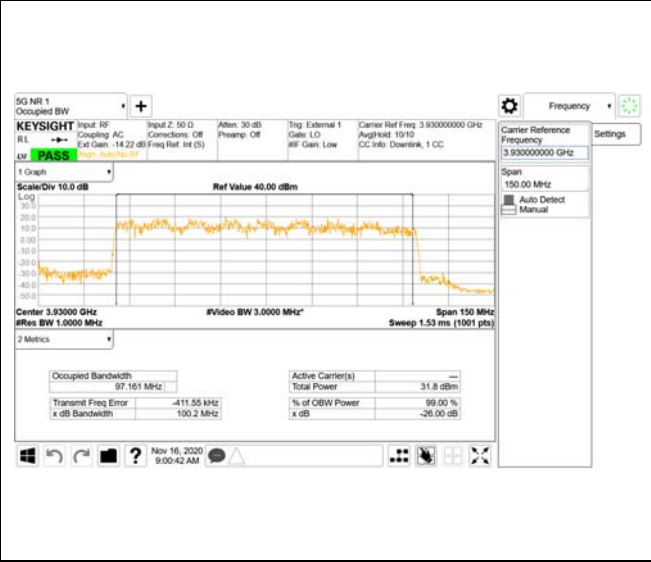 5G NR 1
Occupied BW
Frequency
KEYSIGHT Input: RF Input Z: 50 Ω Atten: 30 dB Trig: External 1 Carrier Ref Freq: 3.930000000 GHz
RL Coupling: AC Corrections: Off Preamp: Off Gate: LO Avg|Hold: 10/10
Ext Gain: -14.22 dB Freq Ref: Int (S) #IF Gain: Low CC Info: Downlink, 1 CC
PASS Align: Auto/No RF
Carrier Reference
Frequency
3.930000000 GHz
Settings
Span
150.00 MHz
Auto Detect
Manual
1 Graph
Scale/Div 10.0 dB Ref Value 40.00 dBm
Log
30.0
20.0
10.0
0.00
-10.0
-20.0
-30.0
-40.0
-50.0
Center 3.93000 GHz #Video BW 3.0000 MHz* Span 150 MHz
#Res BW 1.0000 MHz Sweep 1.53 ms (1001 pts)
2 Metrics
Occupied Bandwidth Active Carrier(s) —
97.161 MHz Total Power 31.8 dBm
Transmit Freq Error -411.55 kHz % of OBW Power 99.00 %
x dB Bandwidth 100.2 MHz x dB -26.00 dB
? Nov 16, 2020
9:00:42 AM